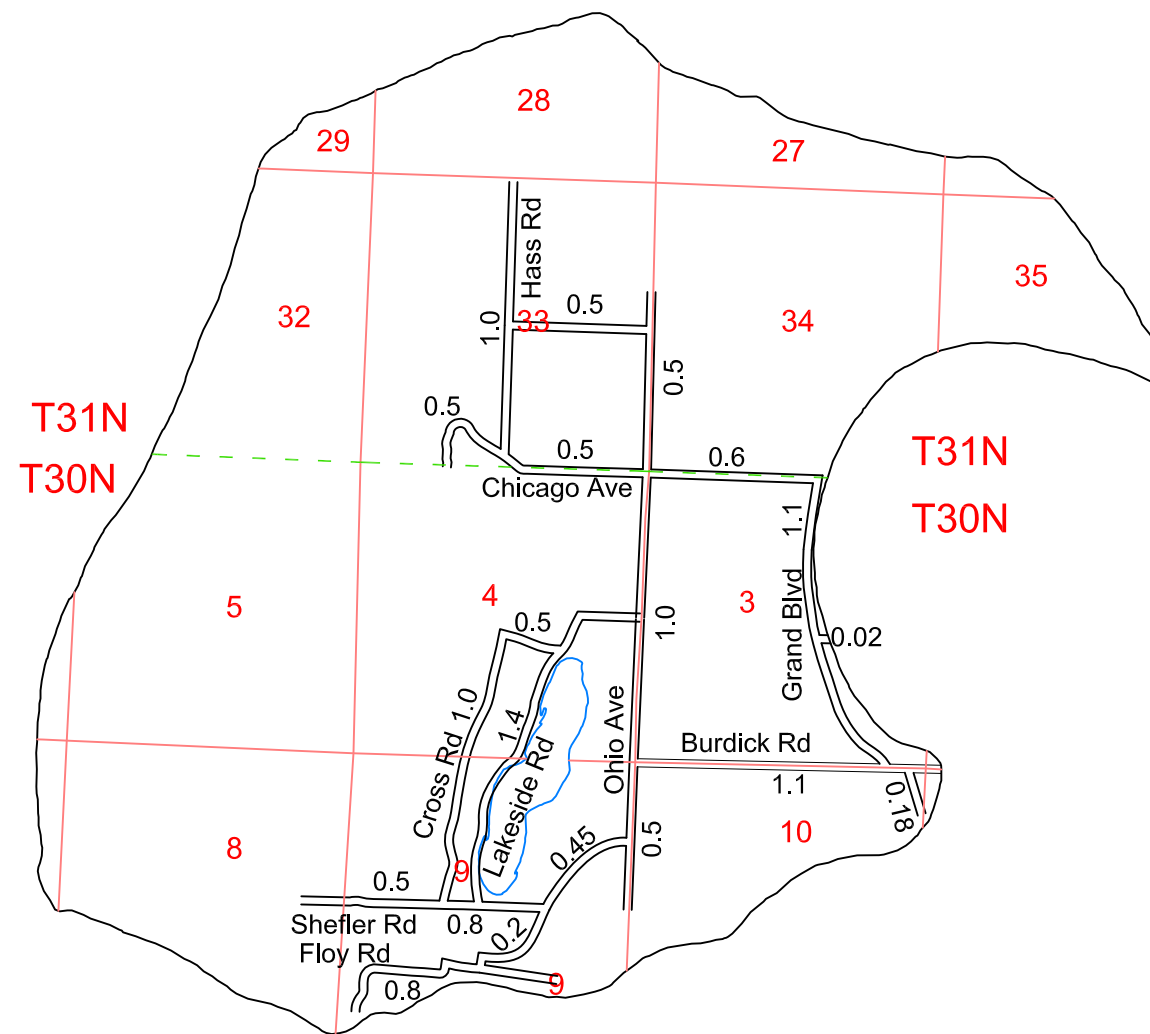 28
29
27
Hass Rd
35
0.5
32
33
34
1.0
0.5
0.5
T31N
T31N
0.5
0.6
T30N
Chicago Ave
T30N
1.1
Grand Blvd
5
4
3
0.5
1.0
0.02
1.0
1.4
Ohio Ave
Burdick Rd
1.1
Cross Rd
Lakeside Rd
0.18
10
8
0.45
0.5
9
0.5
Shefler Rd
0.8
0.2
Floy Rd
0.8
9